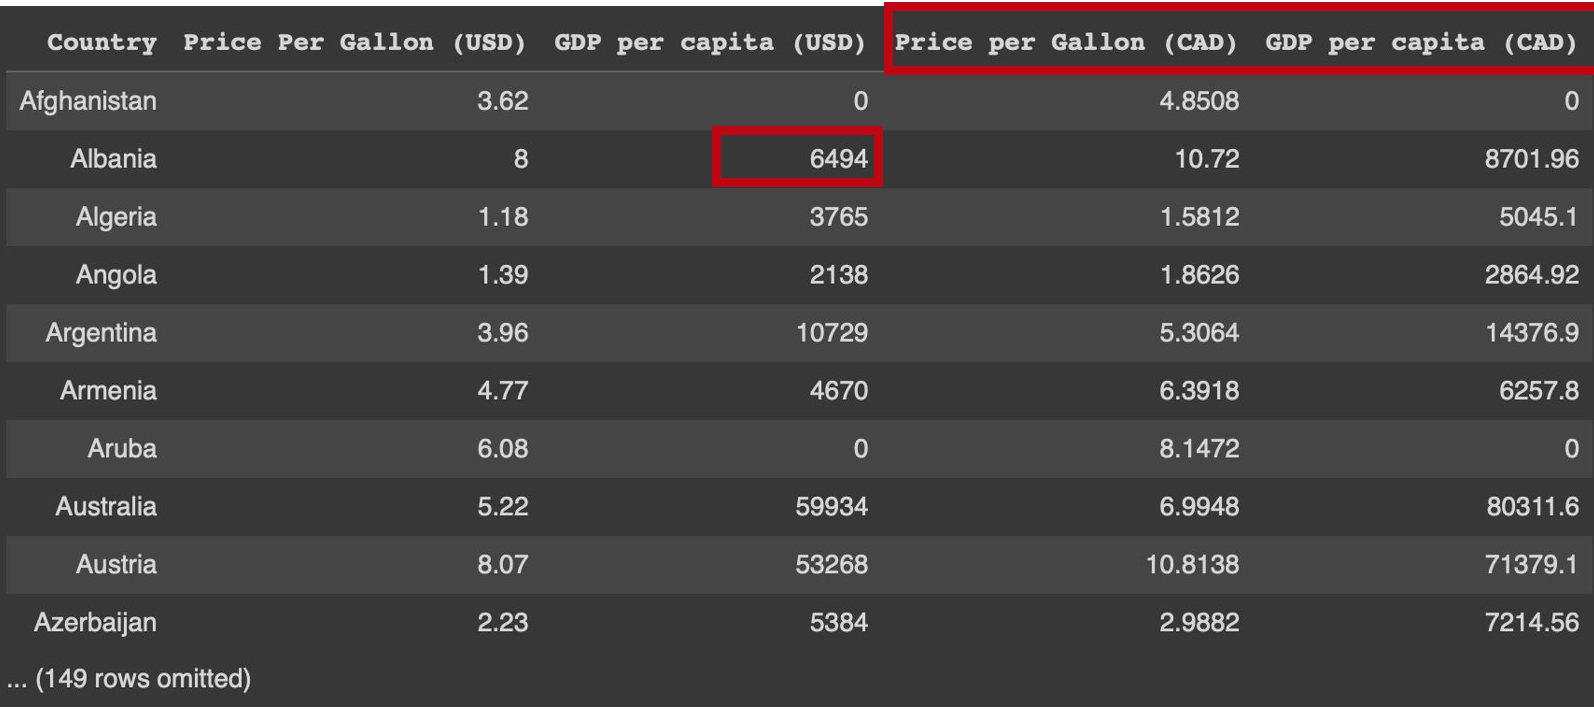 Country Price Per Gallon (USD) GDP per capita (USD) Price per Gallon (CAD) GDP per capita (CAD)
Afghanistan 3.62 0 4.8508 0
Albania 8 6494 10.72 8701.96
Algeria 1.18 3765 1.5812 5045.1
Angola 1.39 2138 1.8626 2864.92
Argentina 3.96 10729 5.3064 14376.9
Armenia 4.77 4670 6.3918 6257.8
Aruba 6.08 0 8.1472 0
Australia 5.22 59934 6.9948 80311.6
Austria 8.07 53268 10.8138 71379.1
Azerbaijan 2.23 5384 2.9882 7214.56
... (149 rows omitted)